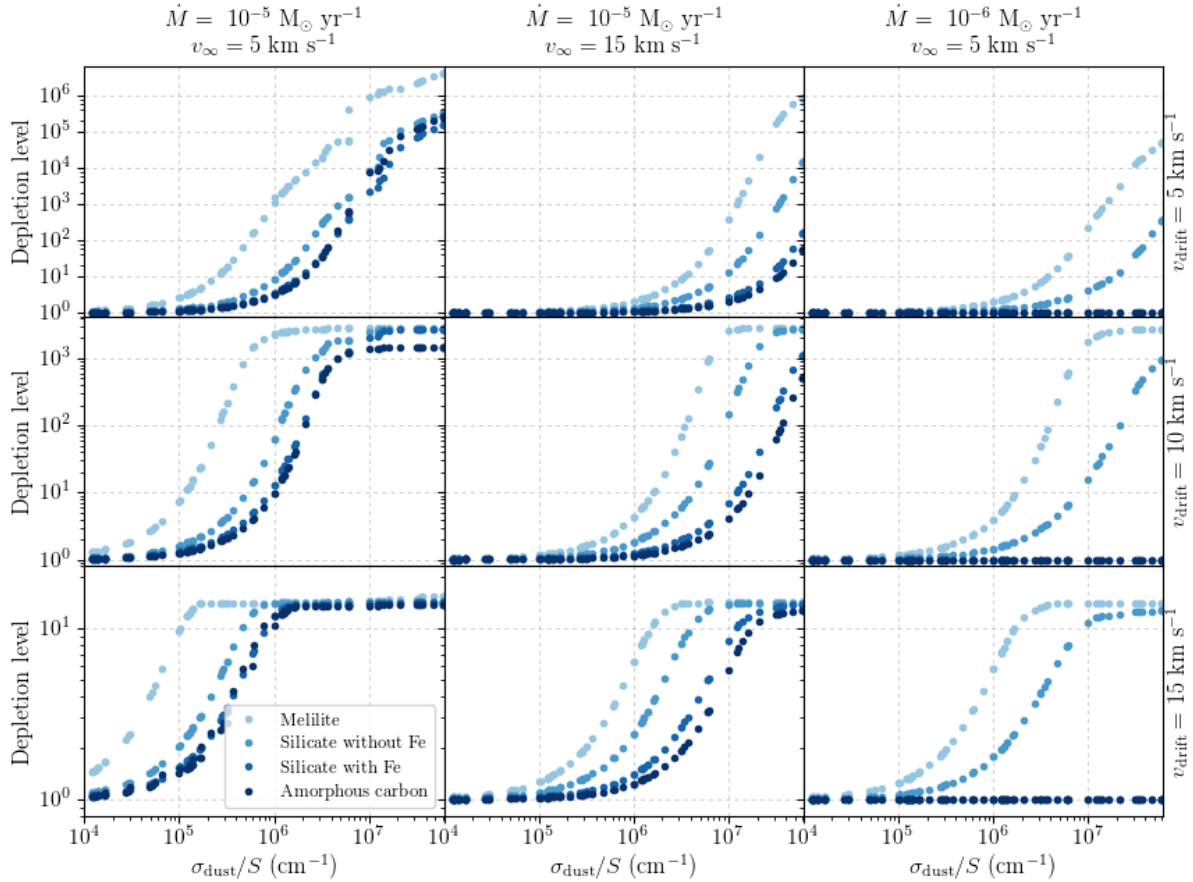 Ṁ = 10⁻⁵ M☉ yr⁻¹
v∞ = 5 km s⁻¹
Ṁ = 10⁻⁵ M☉ yr⁻¹
v∞ = 15 km s⁻¹
Ṁ = 10⁻⁶ M☉ yr⁻¹
v∞ = 5 km s⁻¹
Depletion level
10⁶
10⁵
10⁴
10³
10²
10¹
10⁰
v_drift = 5 km s⁻¹
Depletion level
10³
10²
10¹
10⁰
v_drift = 10 km s⁻¹
Depletion level
10¹
10⁰
v_drift = 15 km s⁻¹
Melilite
Silicate without Fe
Silicate with Fe
Amorphous carbon
10⁴ 10⁵ 10⁶ 10⁷ 10⁴ 10⁵ 10⁶ 10⁷ 10⁴ 10⁵ 10⁶ 10⁷
σ_dust/S (cm⁻¹) σ_dust/S (cm⁻¹) σ_dust/S (cm⁻¹)